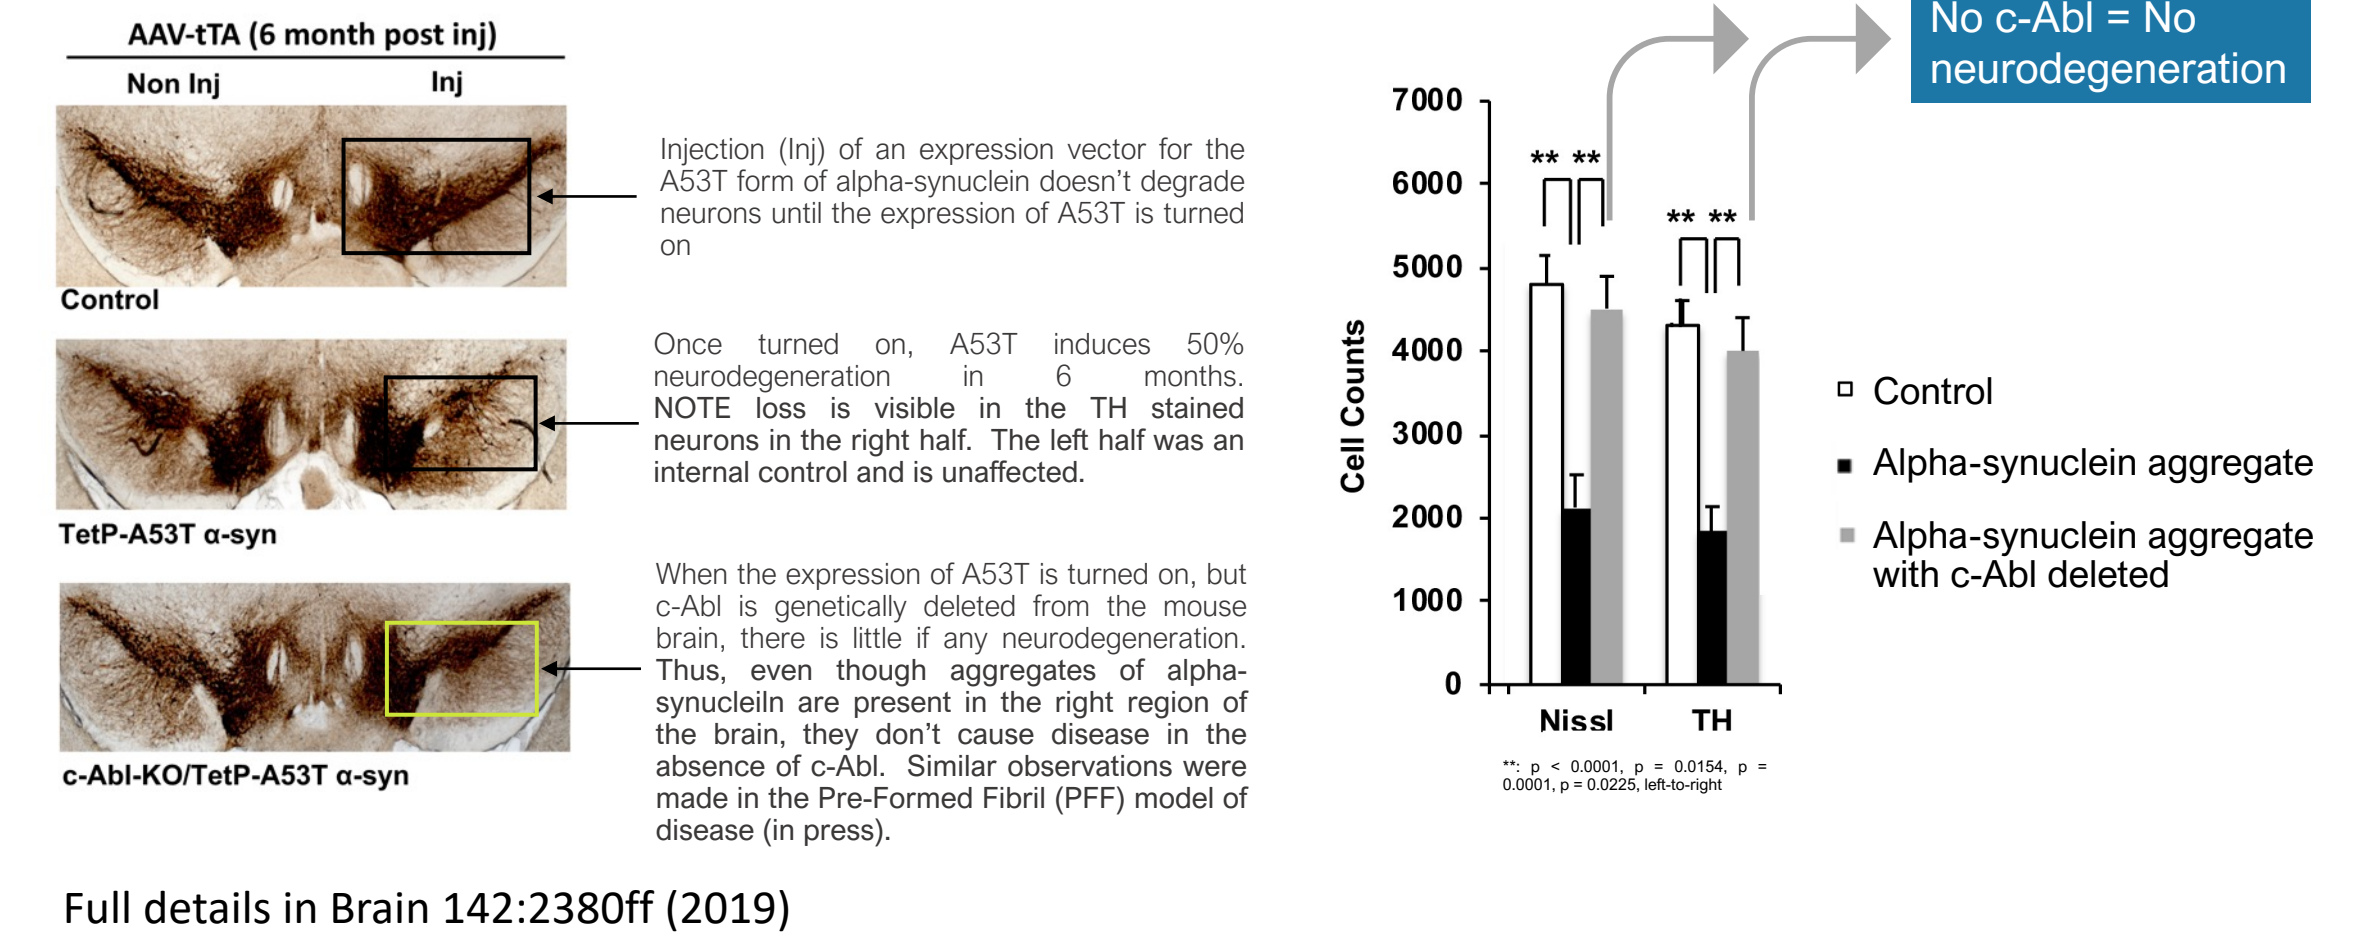 AAV-tTA (6 month post inj)
Non Inj
Inj
Control
TetP-A53T α-syn
c-Abl-KO/TetP-A53T α-syn
Injection (Inj) of an expression vector for the
A53T form of alpha-synuclein doesn't degrade
neurons until the expression of A53T is turned
on
Once turned on, A53T induces 50%
neurodegeneration in 6 months.
NOTE loss is visible in the TH stained
neurons in the right half. The left half was an
internal control and is unaffected.
When the expression of A53T is turned on, but
c-Abl is genetically deleted from the mouse
brain, there is little if any neurodegeneration.
Thus, even though aggregates of alpha-
synucleiln are present in the right region of
the brain, they don't cause disease in the
absence of c-Abl. Similar observations were
made in the Pre-Formed Fibril (PFF) model of
disease (in press).
No c-Abl = No
neurodegeneration
Cell Counts
7000
6000
5000
4000
3000
2000
1000
0
** **
** **
Nissl
TH
**: p < 0.0001, p = 0.0154, p =
0.0001, p = 0.0225, left-to-right
Control
Alpha-synuclein aggregate
Alpha-synuclein aggregate
with c-Abl deleted
Full details in Brain 142:2380ff (2019)